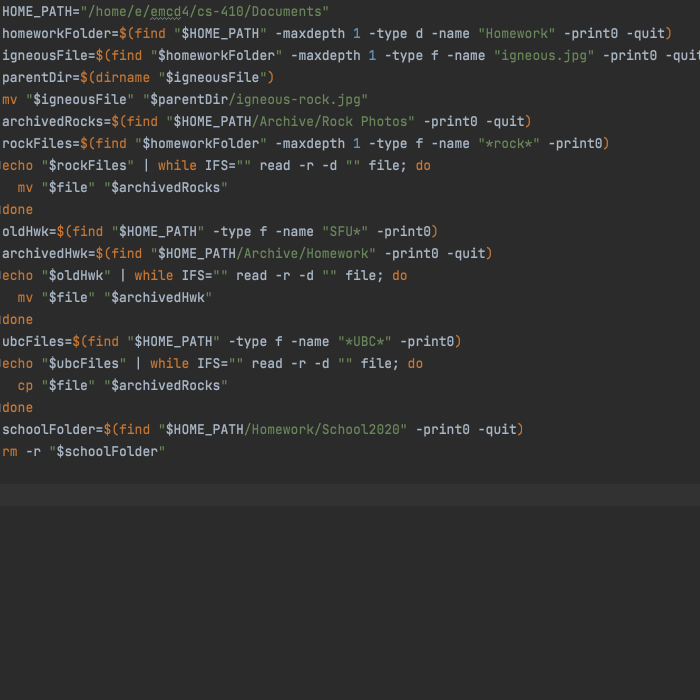 HOME_PATH="/home/e/emcd4/cs-410/Documents"
homeworkFolder=$(find "$HOME_PATH" -maxdepth 1 -type d -name "Homework" -print0 -quit)
igneousFile=$(find "$homeworkFolder" -maxdepth 1 -type f -name "igneous.jpg" -print0 -quit
parentDir=$(dirname "$igneousFile")
mv "$igneousFile" "$parentDir/igneous-rock.jpg"
archivedRocks=$(find "$HOME_PATH/Archive/Rock Photos" -print0 -quit)
rockFiles=$(find "$homeworkFolder" -maxdepth 1 -type f -name "*rock*" -print0)
echo "$rockFiles" | while IFS="" read -r -d "" file; do
  mv "$file" "$archivedRocks"
done
oldHwk=$(find "$HOME_PATH" -type f -name "SFU*" -print0)
archivedHwk=$(find "$HOME_PATH/Archive/Homework" -print0 -quit)
echo "$oldHwk" | while IFS="" read -r -d "" file; do
  mv "$file" "$archivedHwk"
done
ubcFiles=$(find "$HOME_PATH" -type f -name "*UBC*" -print0)
echo "$ubcFiles" | while IFS="" read -r -d "" file; do
  cp "$file" "$archivedRocks"
done
schoolFolder=$(find "$HOME_PATH/Homework/School2020" -print0 -quit)
rm -r "$schoolFolder"